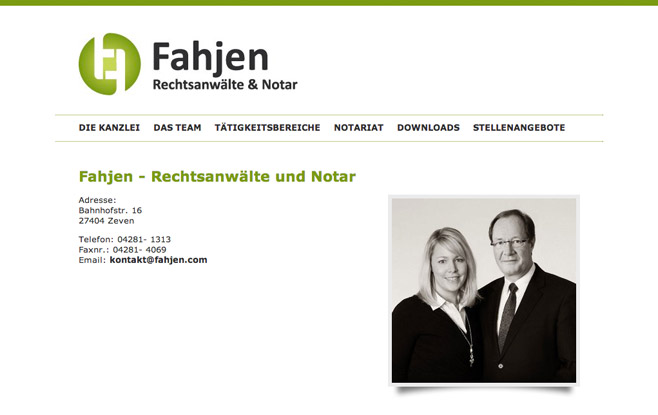 Fahjen
Rechtsanwälte & Notar
DIE KANZLEI DAS TEAM TÄTIGKEITSBEREICHE NOTARIAT DOWNLOADS STELLENANGEBOTE
Fahjen - Rechtsanwälte und Notar
Adresse:
Bahnhofstr. 16
27404 Zeven
Telefon: 04281- 1313
Faxnr.: 04281- 4069
Email: kontakt@fahjen.com